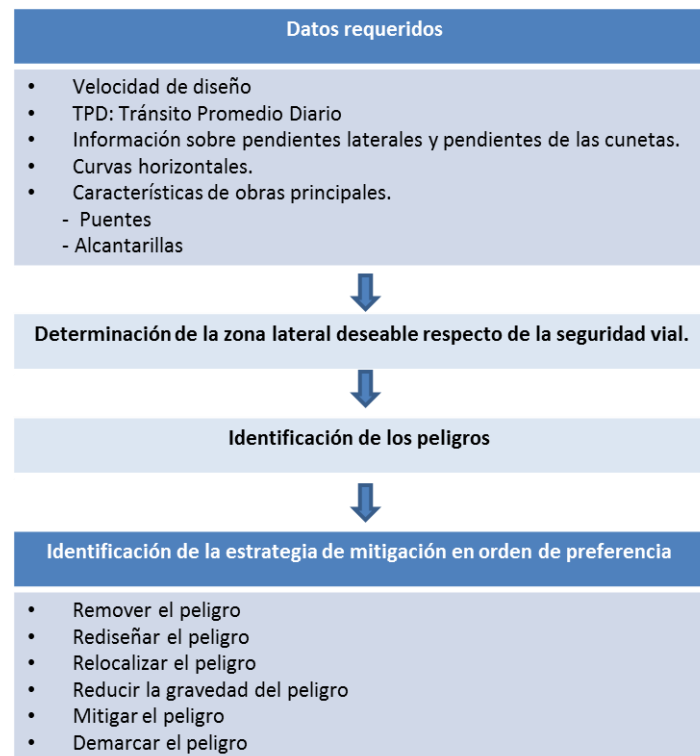 Datos requeridos
• Velocidad de diseño
• TPD: Tránsito Promedio Diario
• Información sobre pendientes laterales y pendientes de las cunetas.
• Curvas horizontales.
• Características de obras principales.
- Puentes
- Alcantarillas
Determinación de la zona lateral deseable respecto de la seguridad vial.
Identificación de los peligros
Identificación de la estrategia de mitigación en orden de preferencia
• Remover el peligro
• Rediseñar el peligro
• Relocalizar el peligro
• Reducir la gravedad del peligro
• Mitigar el peligro
• Demarcar el peligro